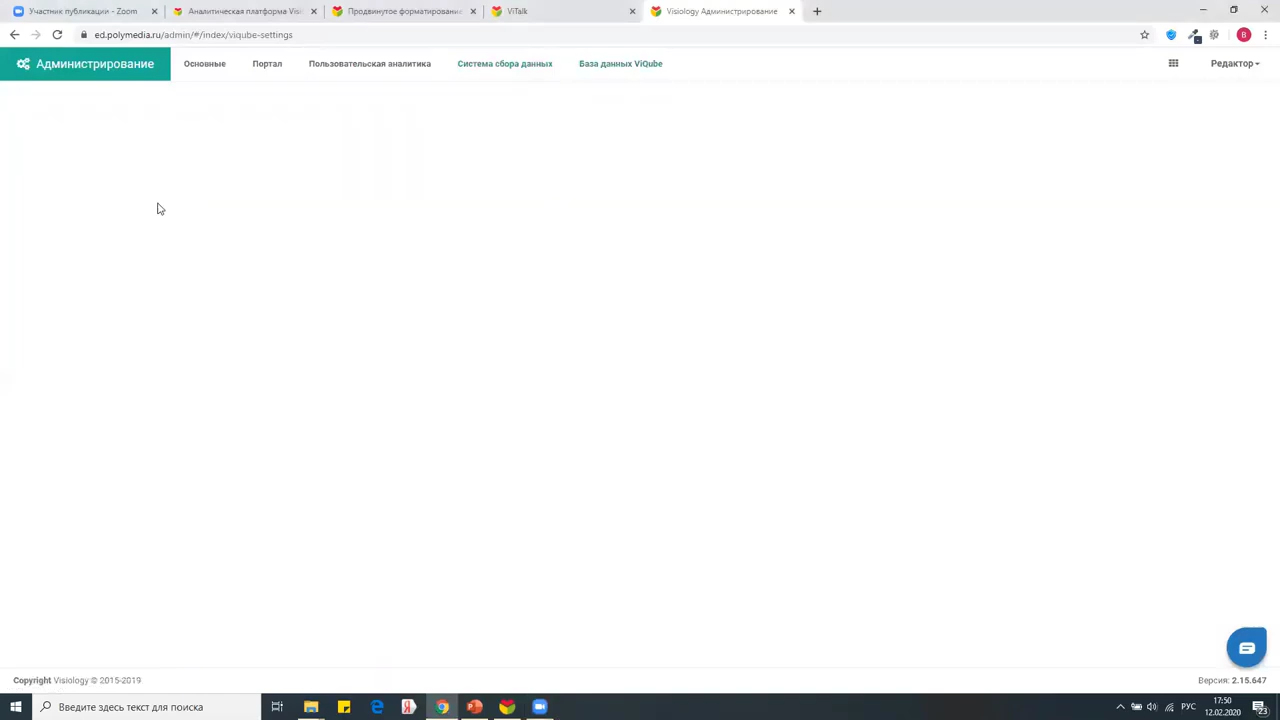 Участник публикации - Zoom
Аналитическая платформа Visi
Продвинутое форматирование
ViTalk
Visiology Администрирование
ed.polymedia.ru/admin/#/index/viqube-settings
В
Администрирование
Основные
Портал
Пользовательская аналитика
Система сбора данных
База данных ViQube
Редактор
Copyright Visiology © 2015-2019
Версия: 2.15.647
Введите здесь текст для поиска
РУС
17:50
12.02.2020
23